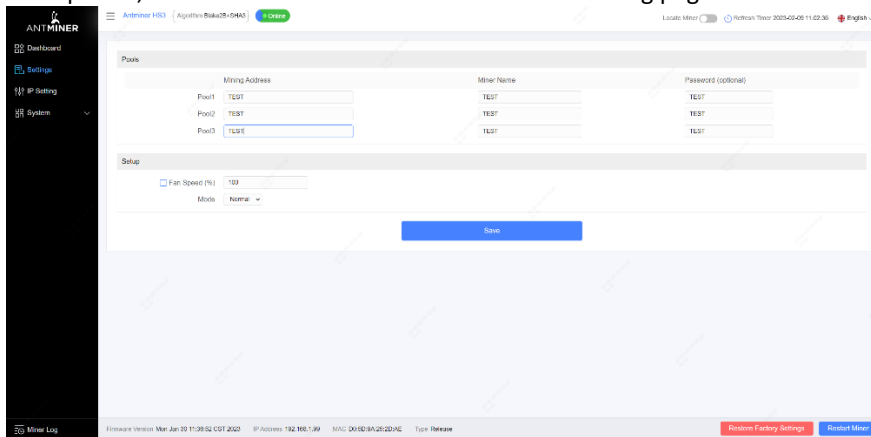 ANTMINER
Antminer HS3 Algorithm Blake2B+SHA3 Online
Locate Miner Refresh Timer 2023-02-09 11:02:36 English
Dashboard
Settings
IP Setting
System
Pools
Mining Address Miner Name Password (optional)
Pool1 TEST TEST TEST
Pool2 TEST TEST TEST
Pool3 TEST TEST TEST
Setup
Fan Speed (%) 100
Mode Normal
Save
Miner Log
Firmware Version Mon Jan 30 11:36:52 CST 2023 IP Address 192.168.1.99 MAC Type Release
Restore Factory Settings Restart Miner